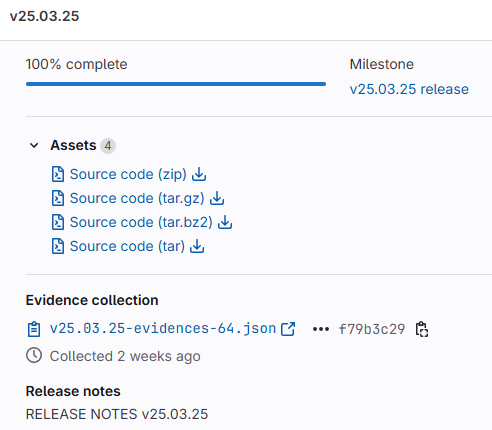 v25.03.25
100% complete
Milestone
v25.03.25 release
Assets 4
Source code (zip)
Source code (tar.gz)
Source code (tar.bz2)
Source code (tar)
Evidence collection
v25.03.25-evidences-64.json ••• f79b3c29
Collected 2 weeks ago
Release notes
RELEASE NOTES v25.03.25